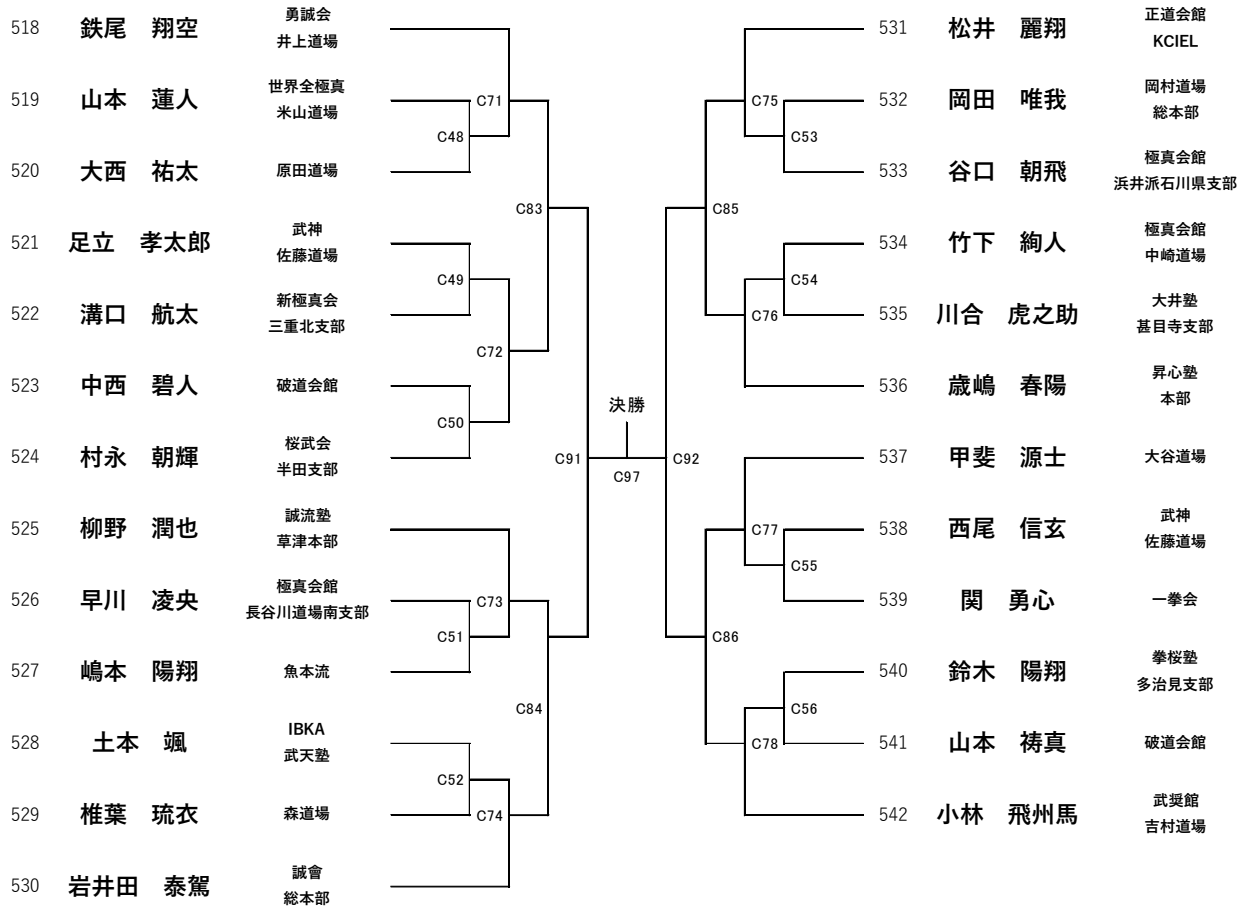 518 鉄尾　翔空 勇誠会
井上道場
519 山本　蓮人 世界全極真
米山道場
520 大西　祐太 原田道場
521 足立　孝太郎 武神
佐藤道場
522 溝口　航太 新極真会
三重北支部
523 中西　碧人 破道会館
524 村永　朝輝 桜武会
半田支部
525 柳野　潤也 誠流塾
草津本部
526 早川　凌央 極真会館
長谷川道場南支部
527 嶋本　陽翔 魚本流
528 土本　颯 IBKA
武天塾
529 椎葉　琉衣 森道場
530 岩井田　泰駕 誠會
総本部
C71
C48
C83
C49
C72
C50
C91
C73
C51
C84
C52
C74
決勝
C97
C92
C75
C53
C85
C54
C76
C77
C55
C86
C56
C78
531 松井　麗翔 正道会館
KCIEL
532 岡田　唯我 岡村道場
総本部
533 谷口　朝飛 極真会館
浜井派石川県支部
534 竹下　絢人 極真会館
中崎道場
535 川合　虎之助 大井塾
甚目寺支部
536 歳嶋　春陽 昇心塾
本部
537 甲斐　源士 大谷道場
538 西尾　信玄 武神
佐藤道場
539 関　勇心 一拳会
540 鈴木　陽翔 拳桜塾
多治見支部
541 山本　祷真 破道会館
542 小林　飛州馬 武奨館
吉村道場